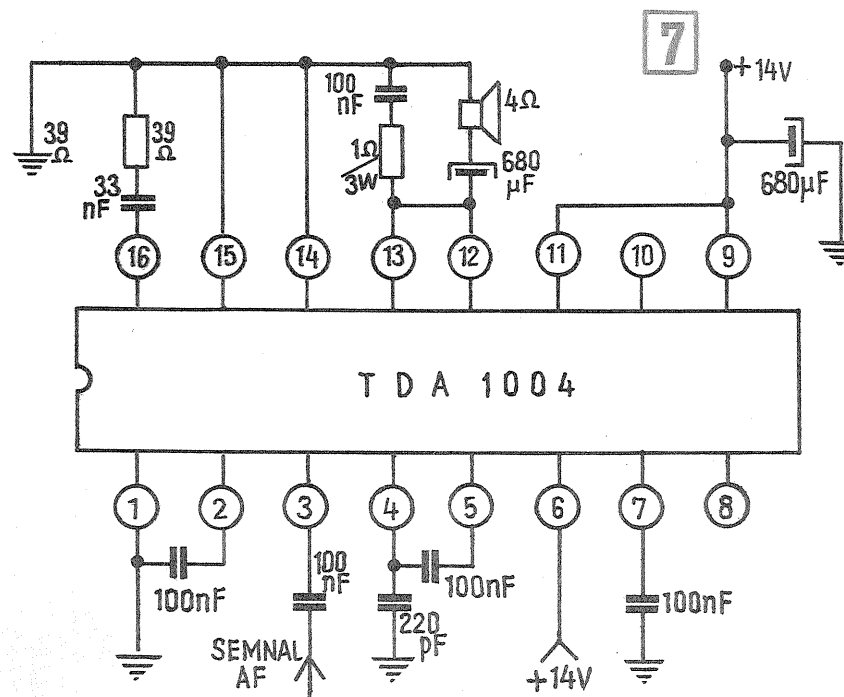 7
+14V
100
nF
4Ω
39
Ω
39
Ω
1Ω
3W
680
µF
680µF
33
nF
16
15
14
13
12
11
10
9
TDA 1004
1
2
3
4
5
6
7
8
100nF
100
nF
100nF
100nF
220
pF
SEMNAL
AF
+14V